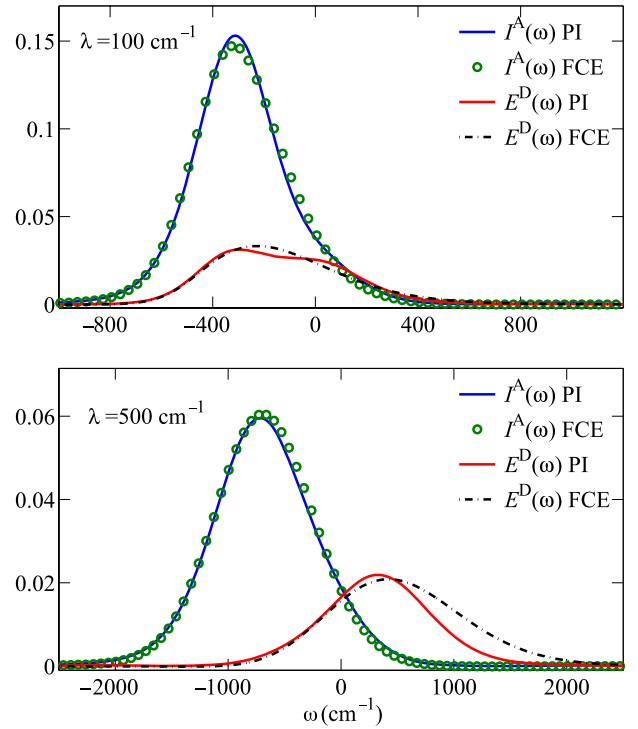 λ =100 cm⁻¹
I^A(ω) PI
I^A(ω) FCE
E^D(ω) PI
E^D(ω) FCE
0.15
0.1
0.05
0
−800 −400 0 400 800
λ =500 cm⁻¹
I^A(ω) PI
I^A(ω) FCE
E^D(ω) PI
E^D(ω) FCE
0.06
0.04
0.02
0
−2000 −1000 0 1000 2000
ω (cm⁻¹)